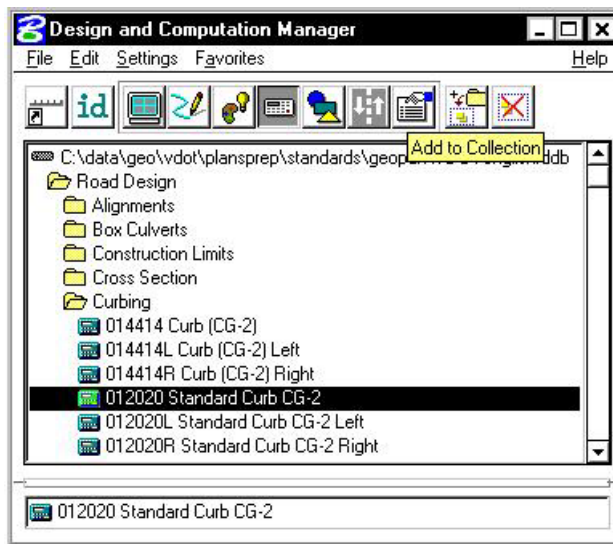 Design and Computation Manager
File Edit Settings Favorites Help
id
Add to Collection
C:\data\geo\vdot\plansprep\standards\
Road Design
Alignments
Box Culverts
Construction Limits
Cross Section
Curbing
014414 Curb (CG-2)
014414L Curb (CG-2) Left
014414R Curb (CG-2) Right
012020 Standard Curb CG-2
012020L Standard Curb CG-2 Left
012020R Standard Curb CG-2 Right
012020 Standard Curb CG-2